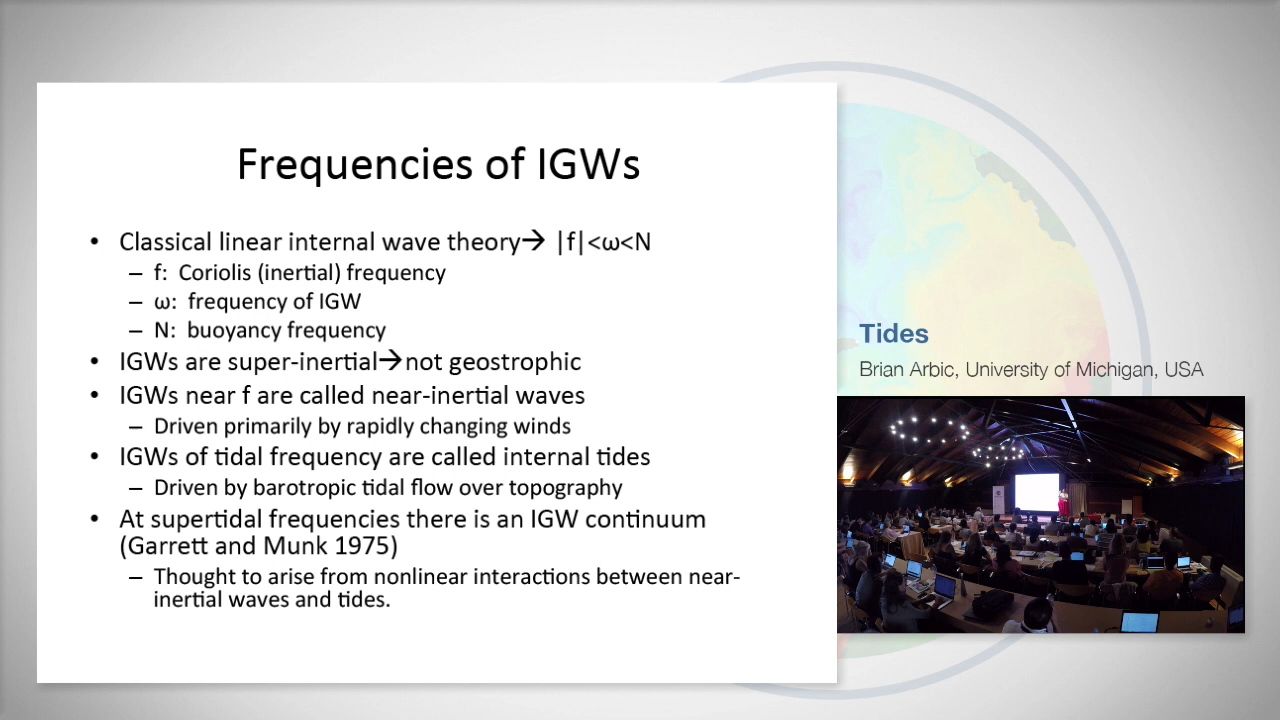 Frequencies of IGWs
• Classical linear internal wave theory→ |f|<ω<N
– f: Coriolis (inertial) frequency
– ω: frequency of IGW
– N: buoyancy frequency
• IGWs are super-inertial→not geostrophic
• IGWs near f are called near-inertial waves
– Driven primarily by rapidly changing winds
• IGWs of tidal frequency are called internal tides
– Driven by barotropic tidal flow over topography
• At supertidal frequencies there is an IGW continuum
(Garrett and Munk 1975)
– Thought to arise from nonlinear interactions between near-
inertial waves and tides.
Tides
Brian Arbic, University of Michigan, USA